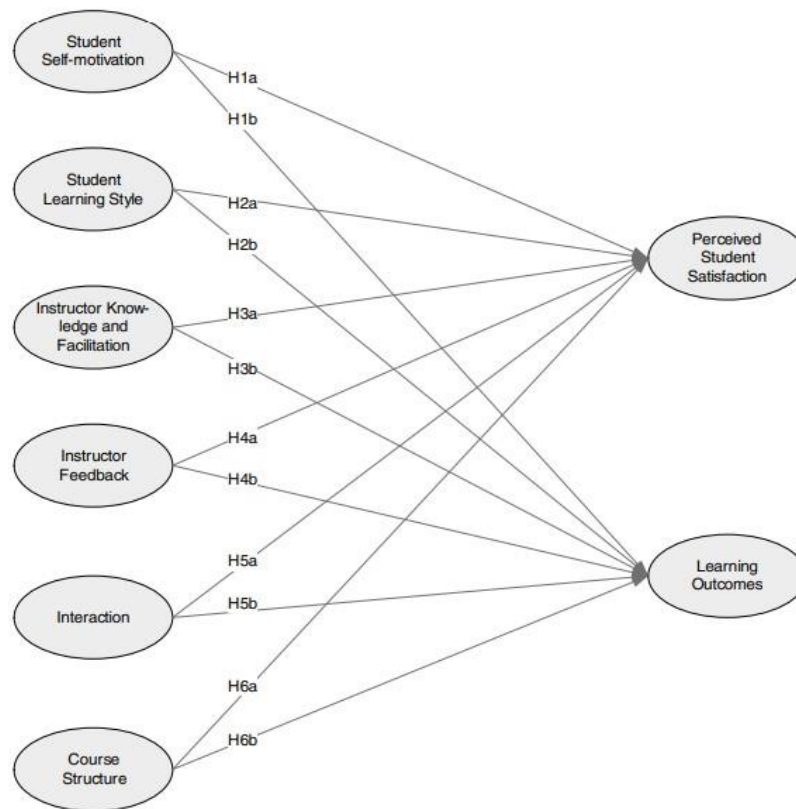 Student
Self-motivation
H1a
H1b
Student
Learning Style
H2a
H2b
Perceived
Student
Satisfaction
Instructor Know-
ledge and
Facilitation
H3a
H3b
Instructor
Feedback
H4a
H4b
Learning
Outcomes
Interaction
H5a
H5b
Course
Structure
H6a
H6b